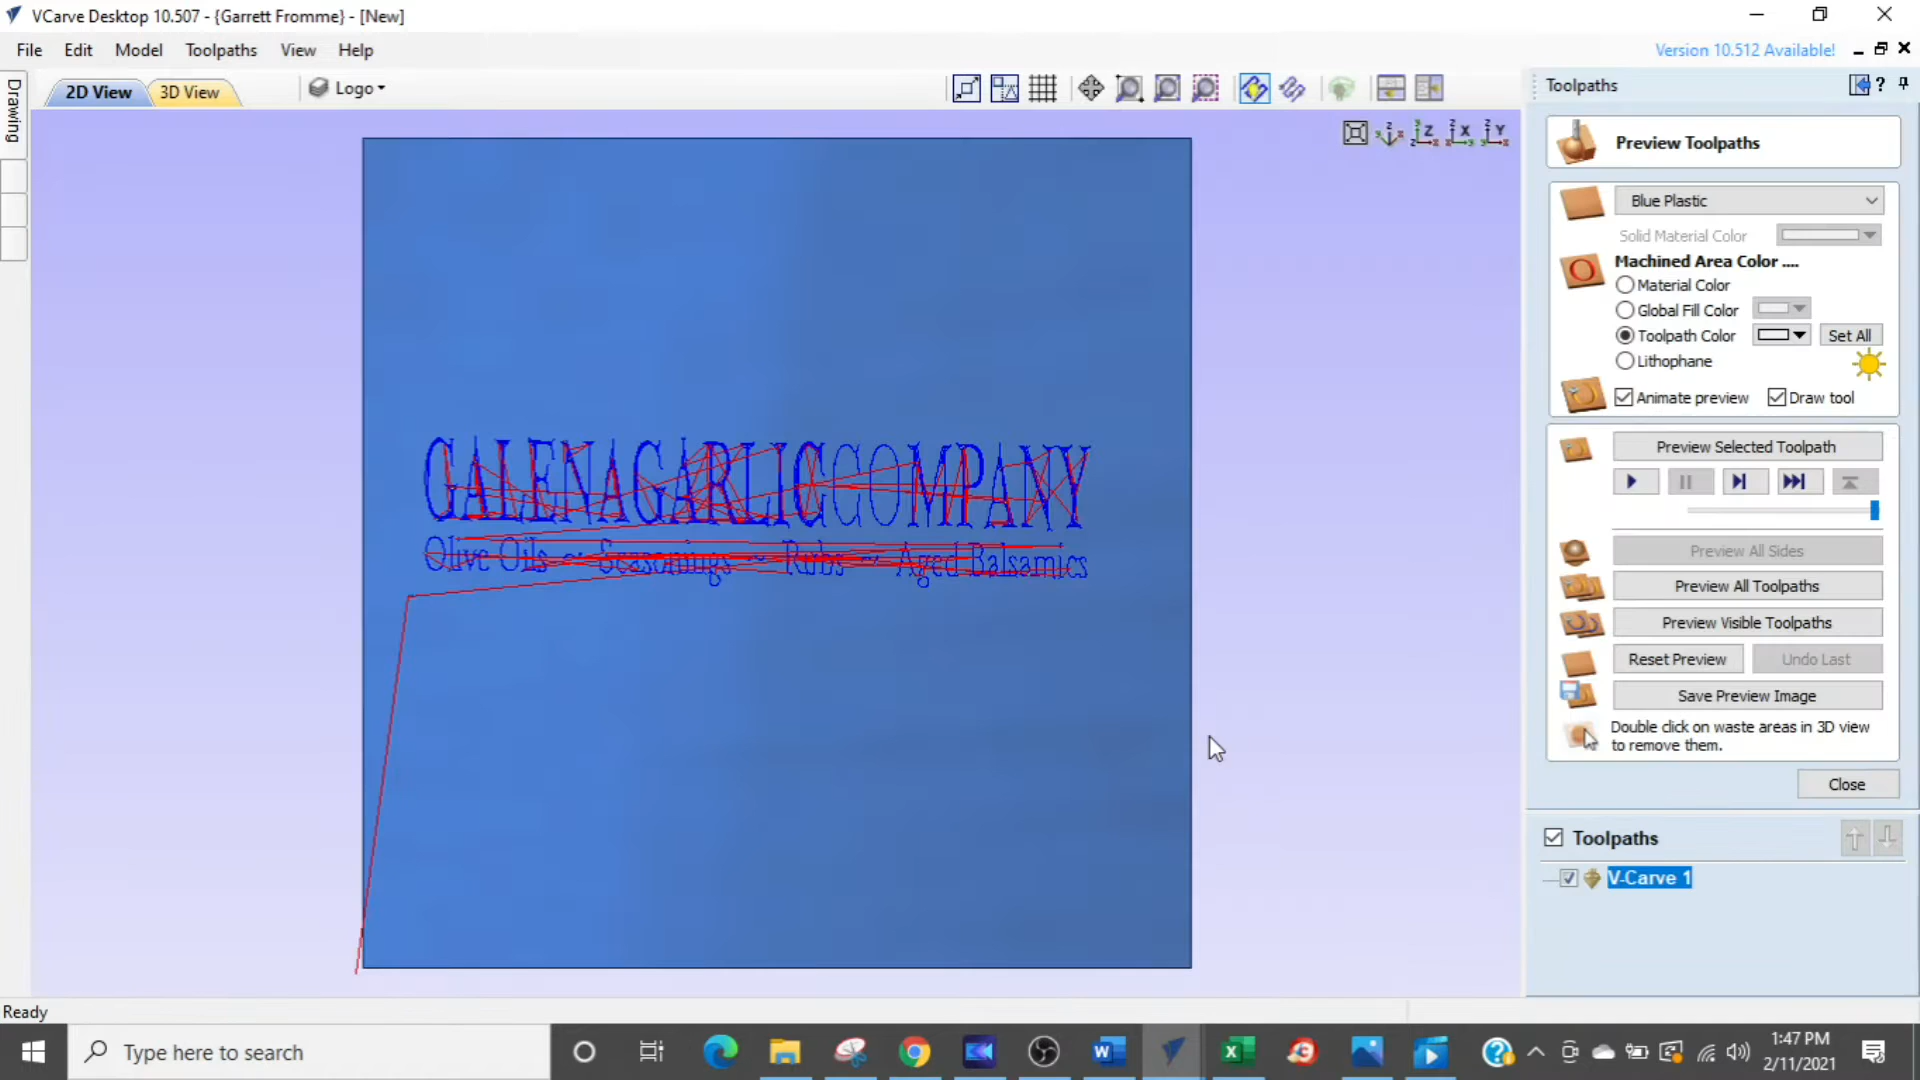 VCarve Desktop 10.507 - {Garrett Fromme} - [New]
File Edit Model Toolpaths View Help
Version 10.512 Available!
Drawing
2D View
3D View
Logo
Z X Y
Toolpaths
?
Preview Toolpaths
Blue Plastic
Solid Material Color
Machined Area Color ....
Material Color
Global Fill Color
Toolpath Color
Set All
Lithophane
Animate preview
Draw tool
Preview Selected Toolpath
Preview All Sides
Preview All Toolpaths
Preview Visible Toolpaths
Reset Preview
Undo Last
Save Preview Image
Double click on waste areas in 3D view
to remove them.
Close
GALENAGARLICCOMPANY
Olive Oils ~ Seasonings ~ Rubs ~ Aged Balsamics
Toolpaths
V-Carve 1
Ready
Type here to search
1:47 PM
2/11/2021